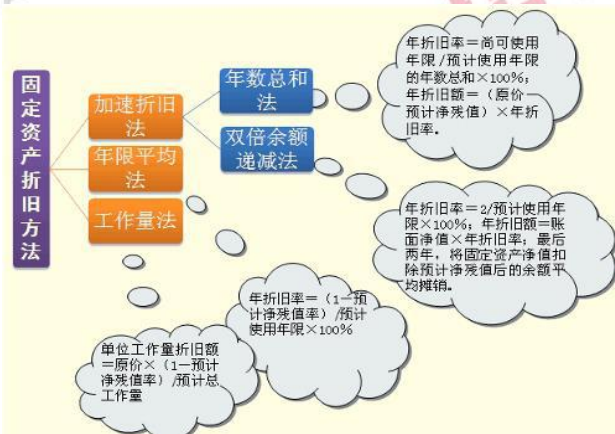 固定资产折旧方法
加速折旧
法
年限平均
法
工作量法
年数总和
法
双倍余额
递减法
年折旧率＝尚可使用
年限/预计使用年限
的年数总和×100%；
年折旧额＝（原价－
预计净残值）×年折
旧率．
年折旧率＝2/预计使用年
限×100%；年折旧额＝账
面净值×年折旧率；最后
两年，将固定资产净值扣
除预计净残值后的余额平
均摊销。
年折旧率＝（1－预
计净残值率）/预计
使用年限×100%
单位工作量折旧额
＝原价×（1－预计
净残值率）/预计总
工作量